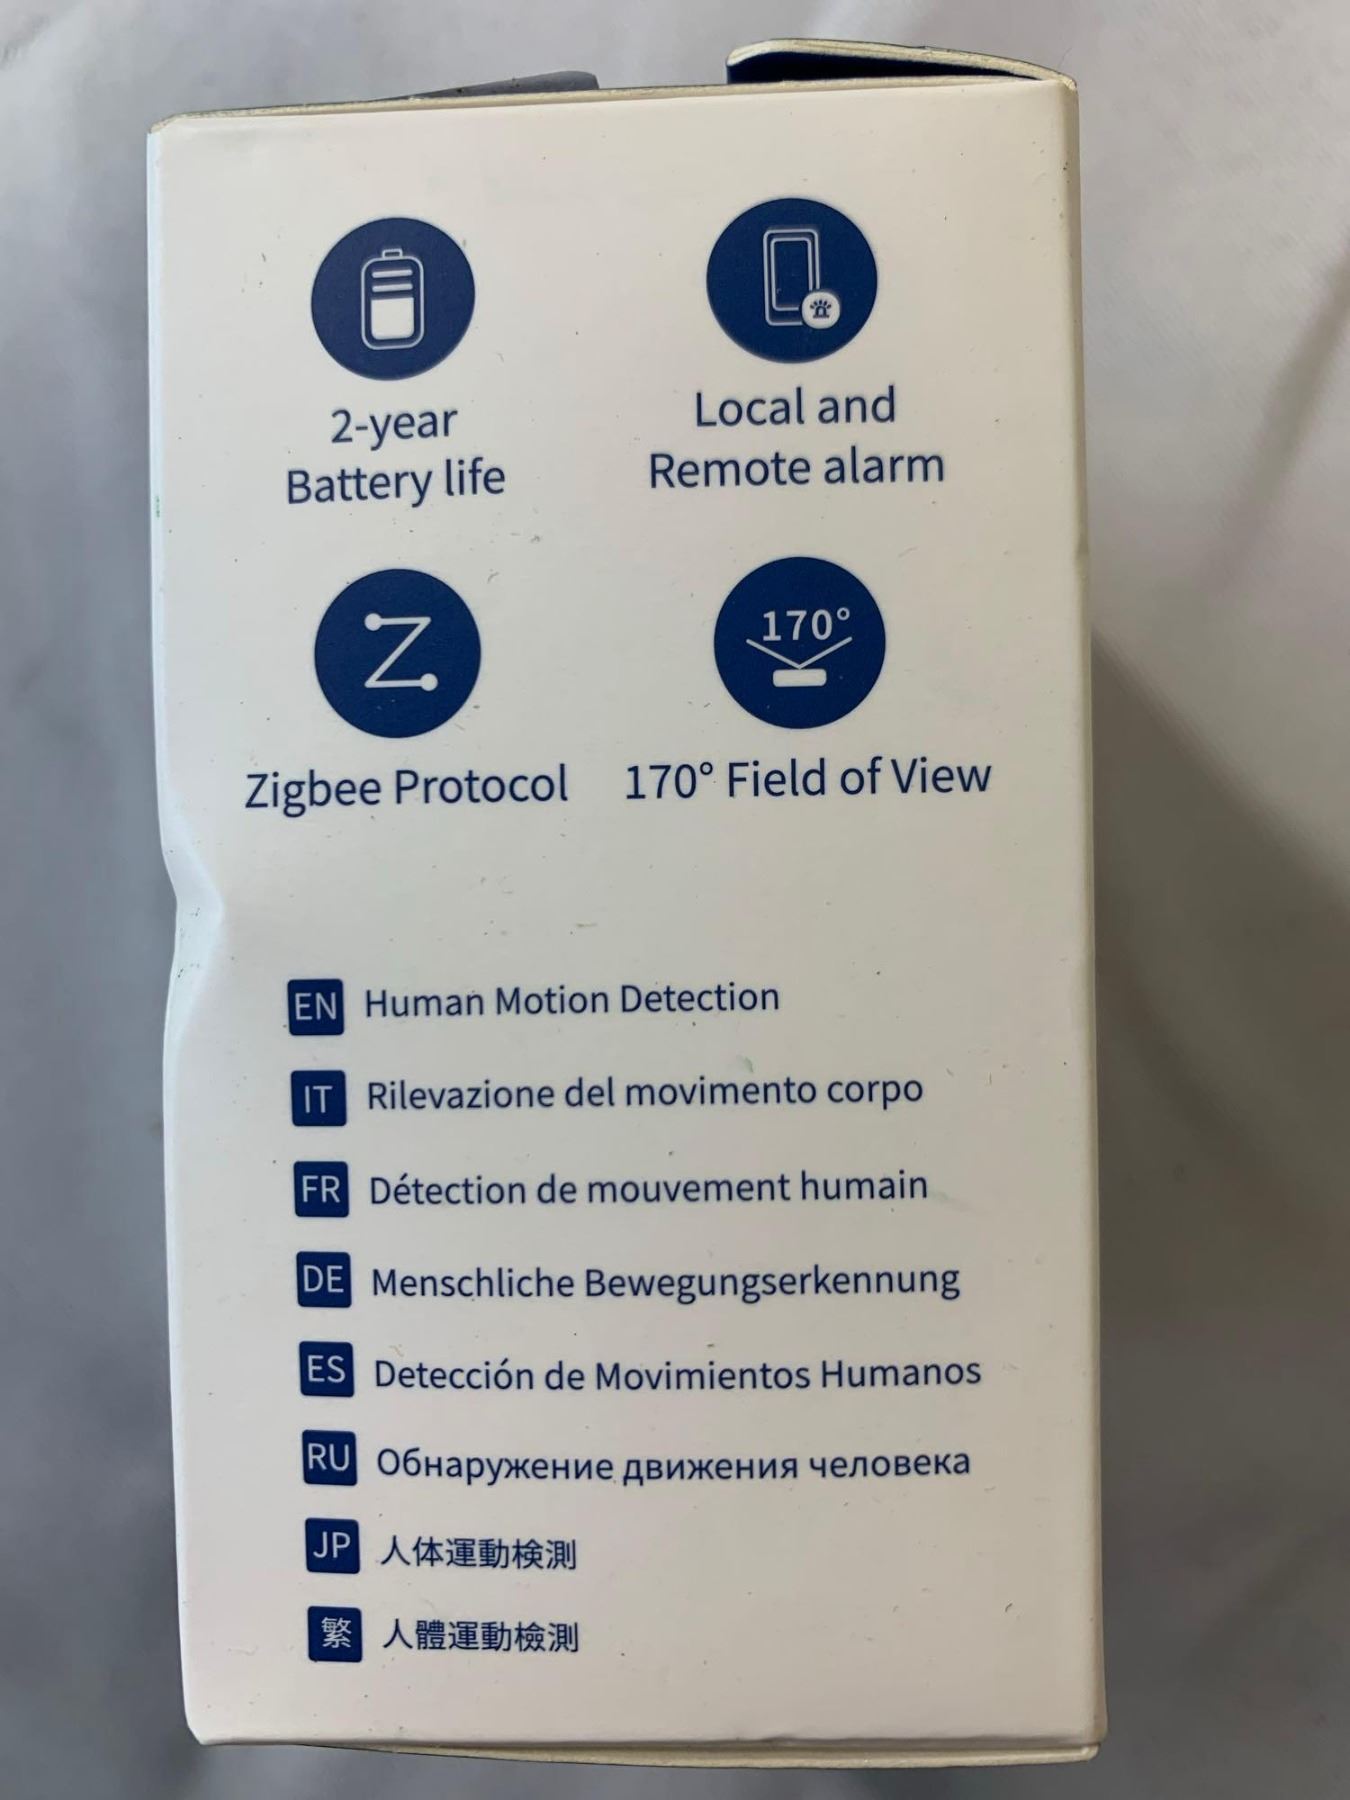 2-year
Battery life
Local and
Remote alarm
Zigbee Protocol
170°
170° Field of View
EN Human Motion Detection
IT Rilevazione del movimento corpo
FR Détection de mouvement humain
DE Menschliche Bewegungserkennung
ES Detección de Movimientos Humanos
RU Обнаружение движения человека
JP 人体運動検測
繁 人體運動檢測